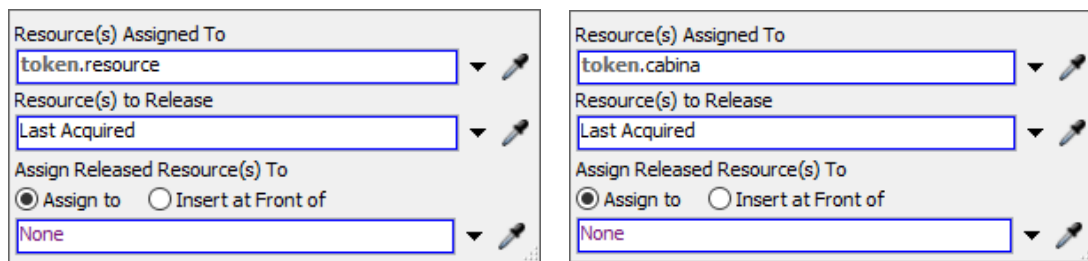 Resource(s) Assigned To
token.resource
Resource(s) to Release
Last Acquired
Assign Released Resource(s) To
Assign to Insert at Front of
None
Resource(s) Assigned To
token.cabina
Resource(s) to Release
Last Acquired
Assign Released Resource(s) To
Assign to Insert at Front of
None